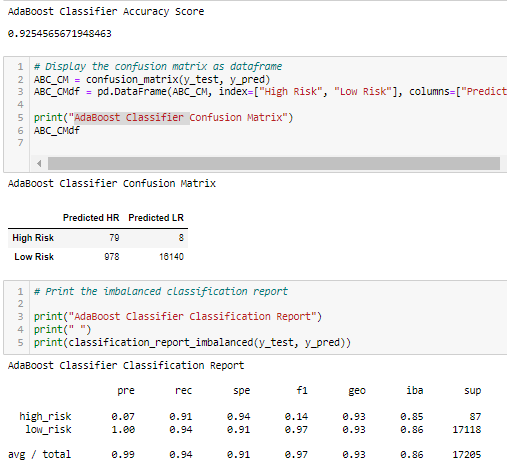 AdaBoost Classifier Accuracy Score
0.9254565671948463
1 # Display the confusion matrix as dataframe
2 ABC_CM = confusion_matrix(y_test, y_pred)
3 ABC_CMdf = pd.DataFrame(ABC_CM, index=["High Risk", "Low Risk"], columns=["Predict
4
5 print("AdaBoost Classifier Confusion Matrix")
6 ABC_CMdf
7
AdaBoost Classifier Confusion Matrix
Predicted HR Predicted LR
High Risk 79 8
Low Risk 978 16140
1 # Print the imbalanced classification report
2
3 print("AdaBoost Classifier Classification Report")
4 print(" ")
5 print(classification_report_imbalanced(y_test, y_pred))
AdaBoost Classifier Classification Report
pre rec spe f1 geo iba sup
high_risk 0.07 0.91 0.94 0.14 0.93 0.85 87
low_risk 1.00 0.94 0.91 0.97 0.93 0.86 17118
avg / total 0.99 0.94 0.91 0.97 0.93 0.86 17205